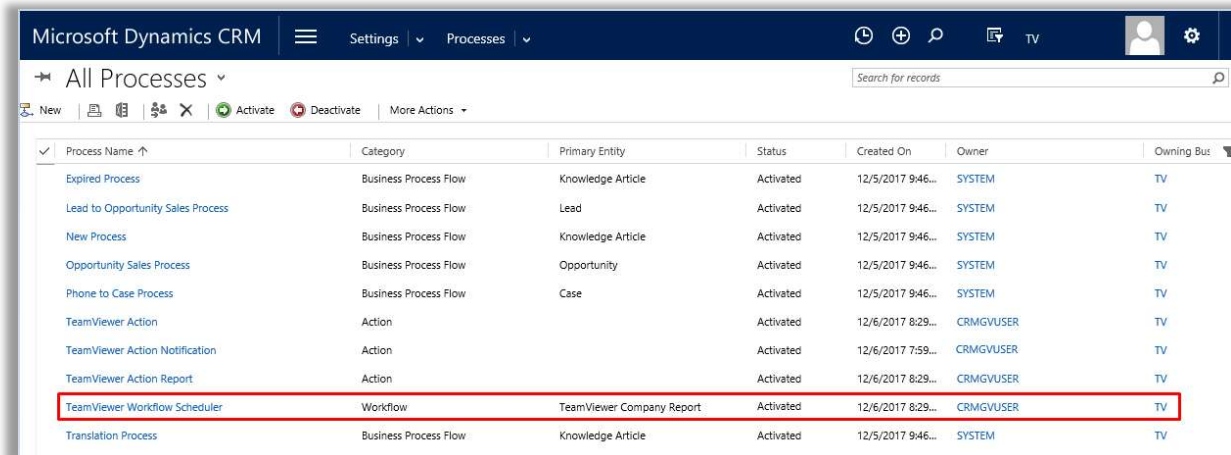 Microsoft Dynamics CRM Settings Processes TV
All Processes
Search for records
New Activate Deactivate More Actions
Process Name Category Primary Entity Status Created On Owner Owning Bus
Expired Process Business Process Flow Knowledge Article Activated 12/5/2017 9:46... SYSTEM TV
Lead to Opportunity Sales Process Business Process Flow Lead Activated 12/5/2017 9:46... SYSTEM TV
New Process Business Process Flow Knowledge Article Activated 12/5/2017 9:46... SYSTEM TV
Opportunity Sales Process Business Process Flow Opportunity Activated 12/5/2017 9:46... SYSTEM TV
Phone to Case Process Business Process Flow Case Activated 12/5/2017 9:46... SYSTEM TV
TeamViewer Action Action Activated 12/6/2017 8:29... CRMGVUSER TV
TeamViewer Action Notification Action Activated 12/6/2017 7:59... CRMGVUSER TV
TeamViewer Action Report Action Activated 12/6/2017 8:29... CRMGVUSER TV
TeamViewer Workflow Scheduler Workflow TeamViewer Company Report Activated 12/6/2017 8:29... CRMGVUSER TV
Translation Process Business Process Flow Knowledge Article Activated 12/5/2017 9:46... SYSTEM TV